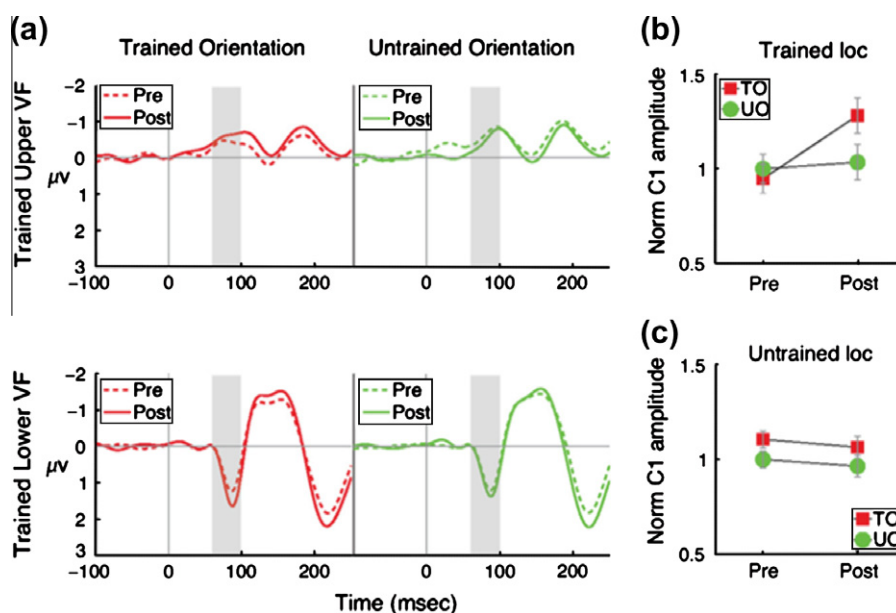 (a)
Trained Orientation
Untrained Orientation
Trained Upper VF
μv
−2
-1
0
1
2
3
Pre
Post
Pre
Post
−100
0
100
200
0
100
200
Trained Lower VF
μv
−2
-1
0
1
2
3
Pre
Post
Pre
Post
−100
0
100
200
0
100
200
Time (msec)
(b)
Trained loc
Norm C1 amplitude
1.5
1
0.5
TO
UO
Pre
Post
(c)
Untrained loc
Norm C1 amplitude
1.5
1
0.5
TO
UO
Pre
Post